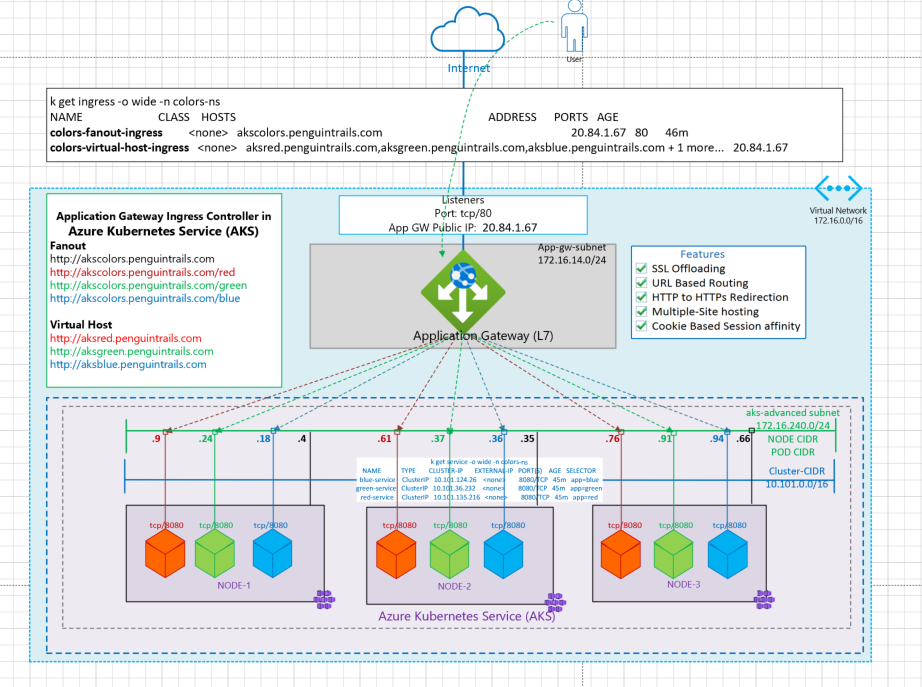 User
Internet
k get ingress -o wide -n colors-ns
NAME CLASS HOSTS ADDRESS PORTS AGE
colors-fanout-ingress <none> akscolors.penguintrails.com 20.84.1.67 80 46m
colors-virtual-host-ingress <none> aksred.penguintrails.com,aksgreen.penguintrails.com,aksblue.penguintrails.com + 1 more... 20.84.1.67
Virtual Network
172.16.0.0/16
Application Gateway Ingress Controller in
Azure Kubernetes Service (AKS)
Fanout
http://akscolors.penguintrails.com
http://akscolors.penguintrails.com/red
http://akscolors.penguintrails.com/green
http://akscolors.penguintrails.com/blue
Virtual Host
http://aksred.penguintrails.com
http://aksgreen.penguintrails.com
http://aksblue.penguintrails.com
Listeners
Port: tcp/80
App GW Public IP: 20.84.1.67
App-gw-subnet
172.16.14.0/24
Application Gateway (L7)
Features
SSL Offloading
URL Based Routing
HTTP to HTTPs Redirection
Multiple-Site hosting
Cookie Based Session affinity
aks-advanced subnet
172.16.240.0/24
NODE CIDR
POD CIDR
.9 .24 .18 .4 .61 .37 .36 .35 .76 .91 .94 .66
Cluster-CIDR
10.101.0.0/16
k get service -o wide -n colors-ns
NAME TYPE CLUSTER-IP EXTERNAL-IP PORT(S) AGE SELECTOR
blue-service ClusterIP 10.101.124.26 <none> 8080/TCP 45m app=blue
green-service ClusterIP 10.101.36.232 <none> 8080/TCP 45m app=green
red-service ClusterIP 10.101.135.216 <none> 8080/TCP 45m app=red
tcp/8080 tcp/8080 tcp/8080 tcp/8080 tcp/8080 tcp/8080 tcp/8080 tcp/8080 tcp/8080
NODE-1 NODE-2 NODE-3
Azure Kubernetes Service (AKS)